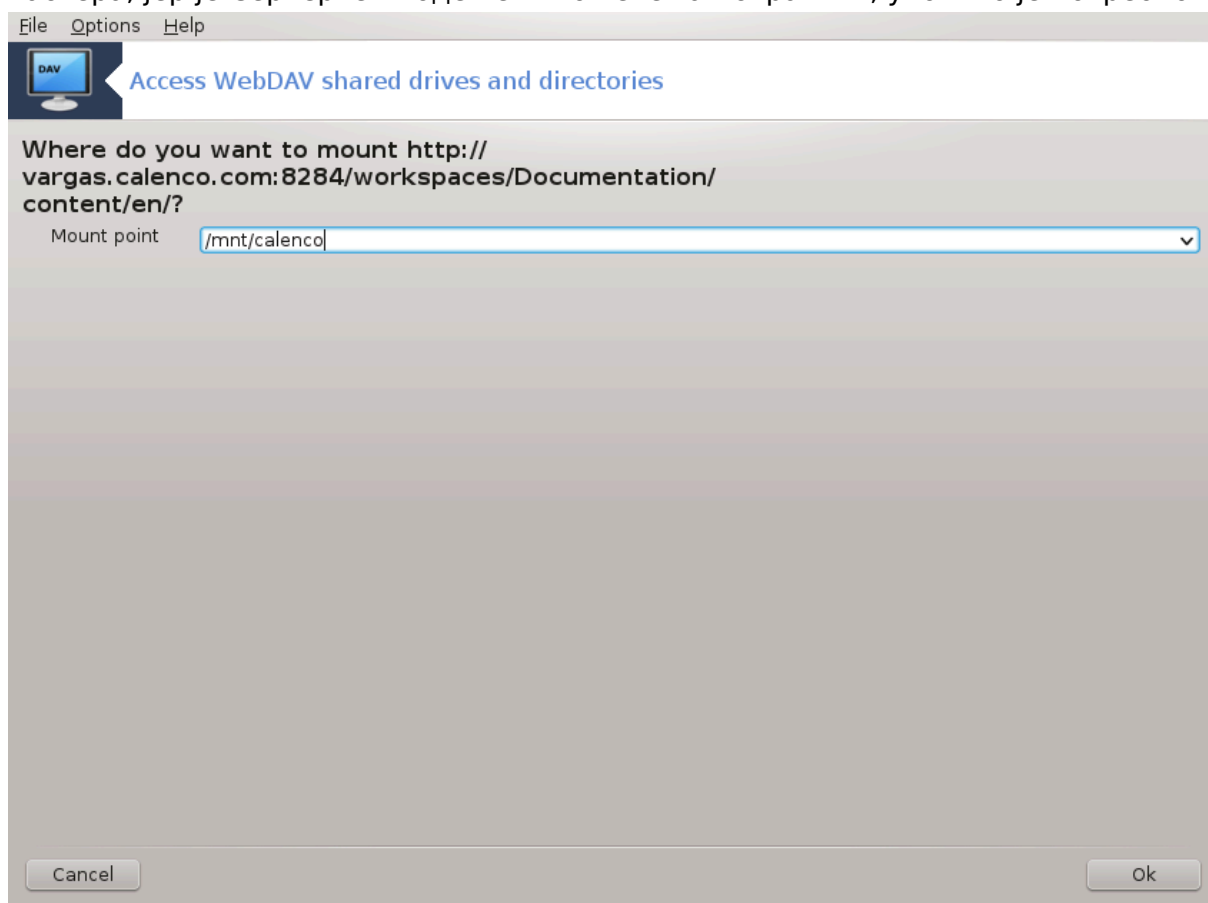 File Options Help
DAV
Access WebDAV shared drives and directories
Where do you want to mount http://
vargas.calenco.com:8284/workspaces/Documentation/
content/en/?
Mount point /mnt/calenco
Cancel Ok